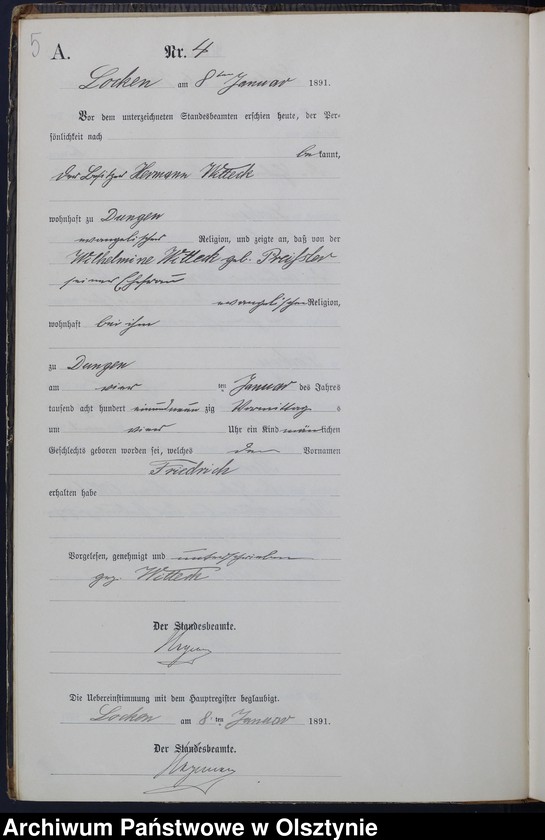 5
A.
Nr. 4
Locken am 8ten Januar 1891.
Vor dem unterzeichneten Standesbeamten erschien heute, der Per-
sönlichkeit nach
be kannt,
der Besitzer Hermann Witteck
wohnhaft zu Dungen
evangelischer Religion, und zeigte an, daß von der
Wilhelmine Witteck geb. Preißler
seiner Ehefrau
evangelischer Religion,
wohnhaft bei ihm
zu Dungen
am vier ten Januar des Jahres
tausend acht hundert einundneun zig Vormittag s
um vier Uhr ein Kind männlichen
Geschlechts geboren worden sei, welches den Vornamen
Friedrich
erhalten habe
Vorgelesen, genehmigt und unterschrieben
gez. Witteck
Der Standesbeamte.
Die Uebereinstimmung mit dem Hauptregister beglaubigt.
Locken am 8ten Januar 1891.
Der Standesbeamte.
Archiwum Państwowe w Olsztynie